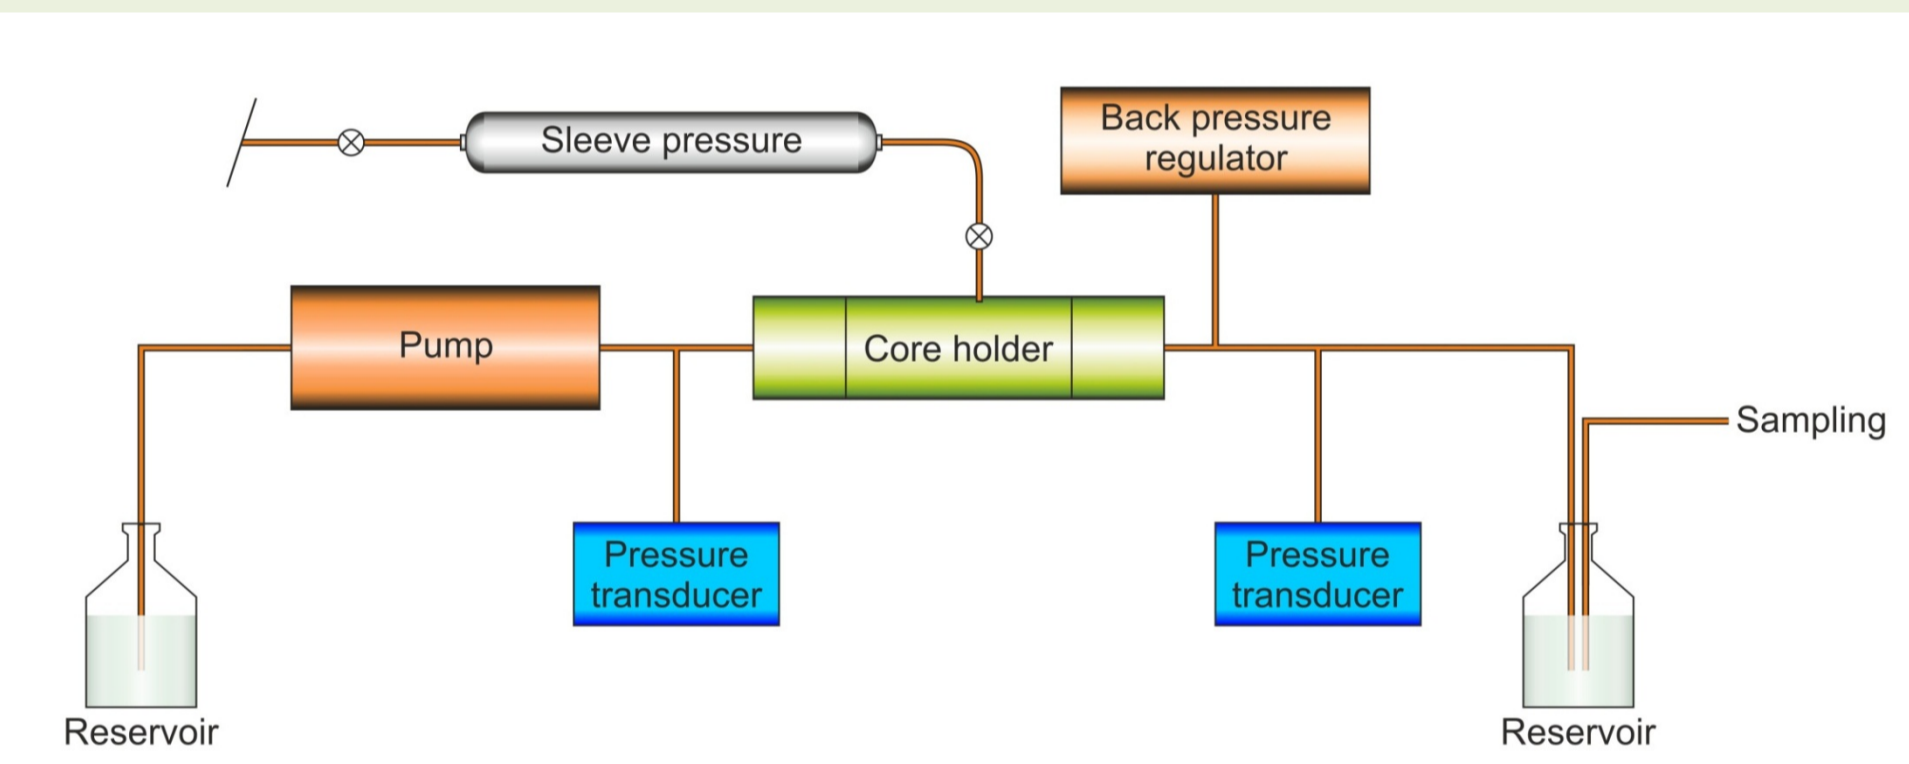 Sleeve pressure
Back pressure
regulator
Pump
Core holder
Sampling
Pressure
transducer
Pressure
transducer
Reservoir
Reservoir